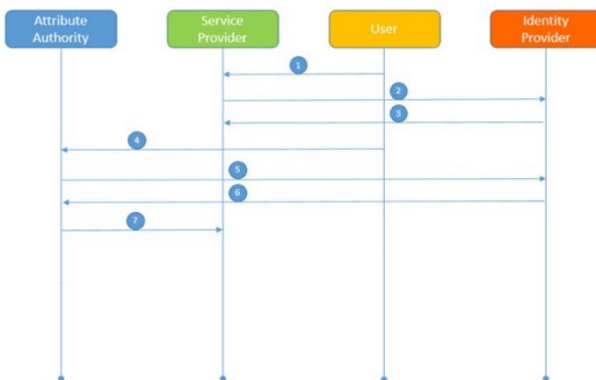 Attribute
Authority
Service
Provider
User
Identity
Provider
1
2
3
4
5
6
7